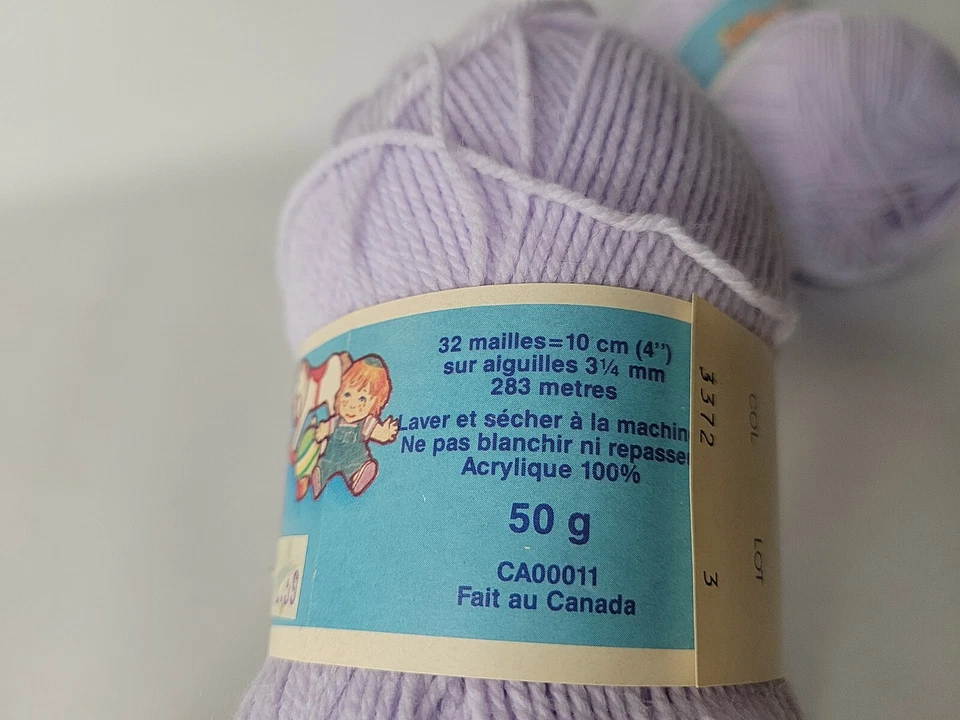 32 mailles=10 cm (4")
sur aiguilles 3¼ mm
283 metres
Laver et sécher à la machin
Ne pas blanchir ni repasse
Acrylique 100%
50 g
CA00011
Fait au Canada
COL
3372
LOT
3